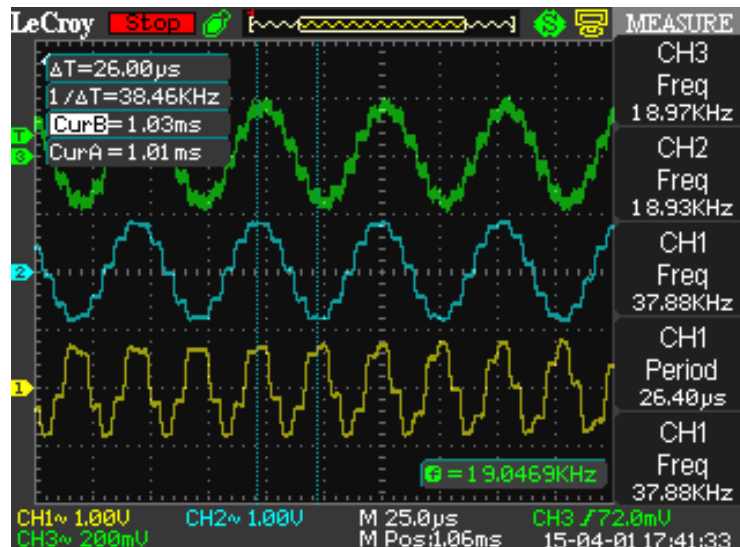 LeCroy Stop MEASURE
ΔT=26.00µs
1/ΔT=38.46KHz
CurB=1.03ms
CurA=1.01ms
T
3
2
1
CH3
Freq
18.97KHz
CH2
Freq
18.93KHz
CH1
Freq
37.88KHz
CH1
Period
26.40µs
CH1
Freq
37.88KHz
f=19.0469KHz
CH1~ 1.00V CH2~ 1.00V M 25.0µs CH3 72.0mV
CH3~ 200mV M Pos:1.06ms 15-04-01 17:41:33